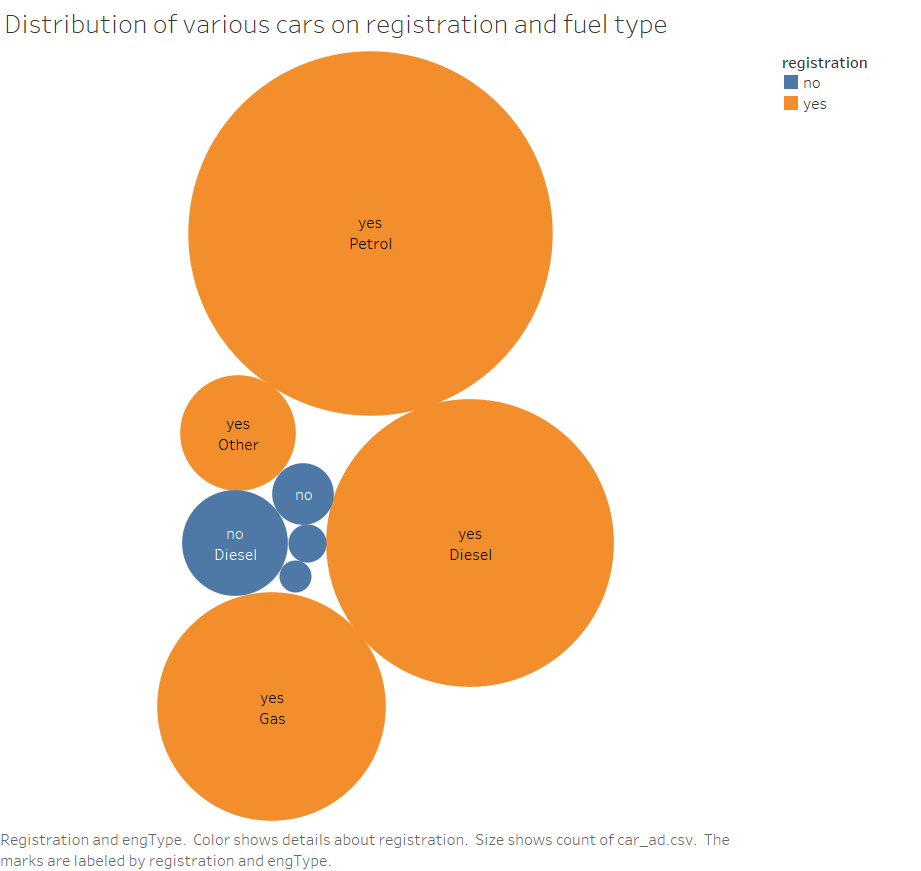 Distribution of various cars on registration and fuel type
registration
no
yes
yes
Petrol
yes
Other
no
no
Diesel
yes
Diesel
yes
Gas
Registration and engType.  Color shows details about registration.  Size shows count of car_ad.csv.  The
marks are labeled by registration and engType.